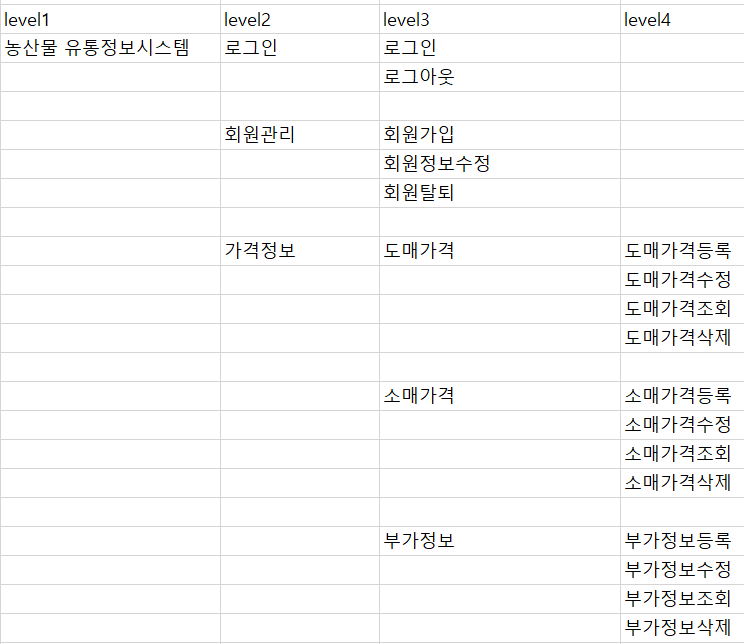 level1 level2 level3 level4
농산물 유통정보시스템 로그인 로그인
로그아웃
회원관리 회원가입
회원정보수정
회원탈퇴
가격정보 도매가격 도매가격등록
도매가격수정
도매가격조회
도매가격삭제
소매가격 소매가격등록
소매가격수정
소매가격조회
소매가격삭제
부가정보 부가정보등록
부가정보수정
부가정보조회
부가정보삭제